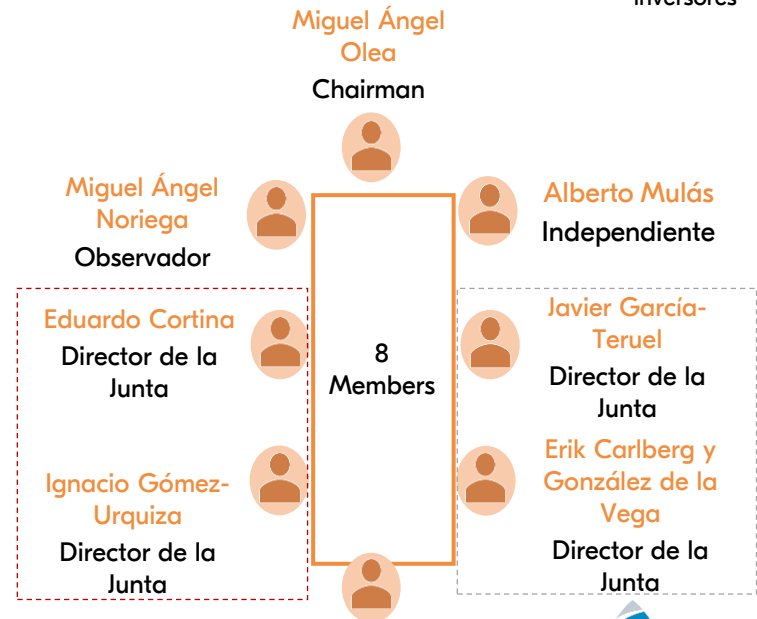 Inversores
Miguel Ángel
Olea
Chairman
Miguel Ángel
Noriega
Observador
Alberto Mulás
Independiente
Eduardo Cortina
Director de la
Junta
8
Members
Javier García-
Teruel
Director de la
Junta
Ignacio Gómez-
Urquiza
Director de la
Junta
Erik Carlberg y
González de la
Vega
Director de la
Junta